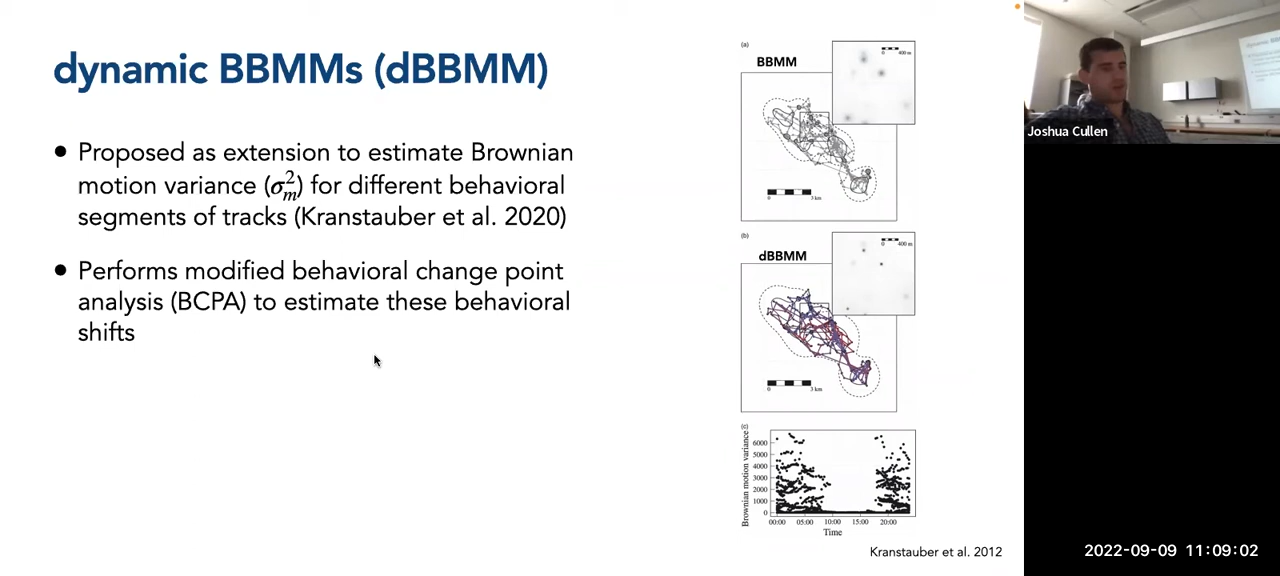 dynamic BBMMs (dBBMM)
● Proposed as extension to estimate Brownian
motion variance (σ²ₘ) for different behavioral
segments of tracks (Kranstauber et al. 2020)
● Performs modified behavioral change point
analysis (BCPA) to estimate these behavioral
shifts
(a)
BBMM
0 400 m
0 3 km
(b)
dBBMM
0 400 m
0 3 km
(c)
Brownian motion variance
6000
5000
4000
3000
2000
1000
0
00:00 05:00 10:00 15:00 20:00
Time
Kranstauber et al. 2012
Joshua Cullen
2022-09-09 11:09:02